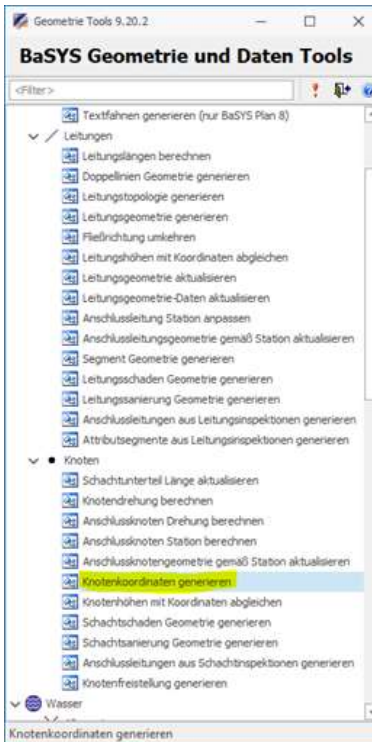 Geometrie Tools 9.20.2
BaSYS Geometrie und Daten Tools
<Filter>
Textfahnen generieren (nur BaSYS Plan 8)
Leitungen
Leitungslängen berechnen
Doppellinien Geometrie generieren
Leitungstopologie generieren
Leitungsgeometrie generieren
Fließrichtung umkehren
Leitungshöhen mit Koordinaten abgleichen
Leitungsgeometrie aktualisieren
Leitungsgeometrie-Daten aktualisieren
Anschlussleitung Station anpassen
Anschlussleitungsgeometrie gemäß Station aktualisieren
Segment Geometrie generieren
Leitungsschaden Geometrie generieren
Leitungssanierung Geometrie generieren
Anschlussleitungen aus Leitungsinspektionen generieren
Attributsegmente aus Leitungsinspektionen generieren
Knoten
Schachtunterteil Länge aktualisieren
Knotendrehung berechnen
Anschlussknoten Drehung berechnen
Anschlussknoten Station berechnen
Anschlussknotengeometrie gemäß Station aktualisieren
Knotenkoordinaten generieren
Knotenhöhen mit Koordinaten abgleichen
Schachtschaden Geometrie generieren
Schachtsanierung Geometrie generieren
Anschlussleitungen aus Schachtinspektionen generieren
Knotenfreistellung generieren
Wasser
Knotenkoordinaten generieren